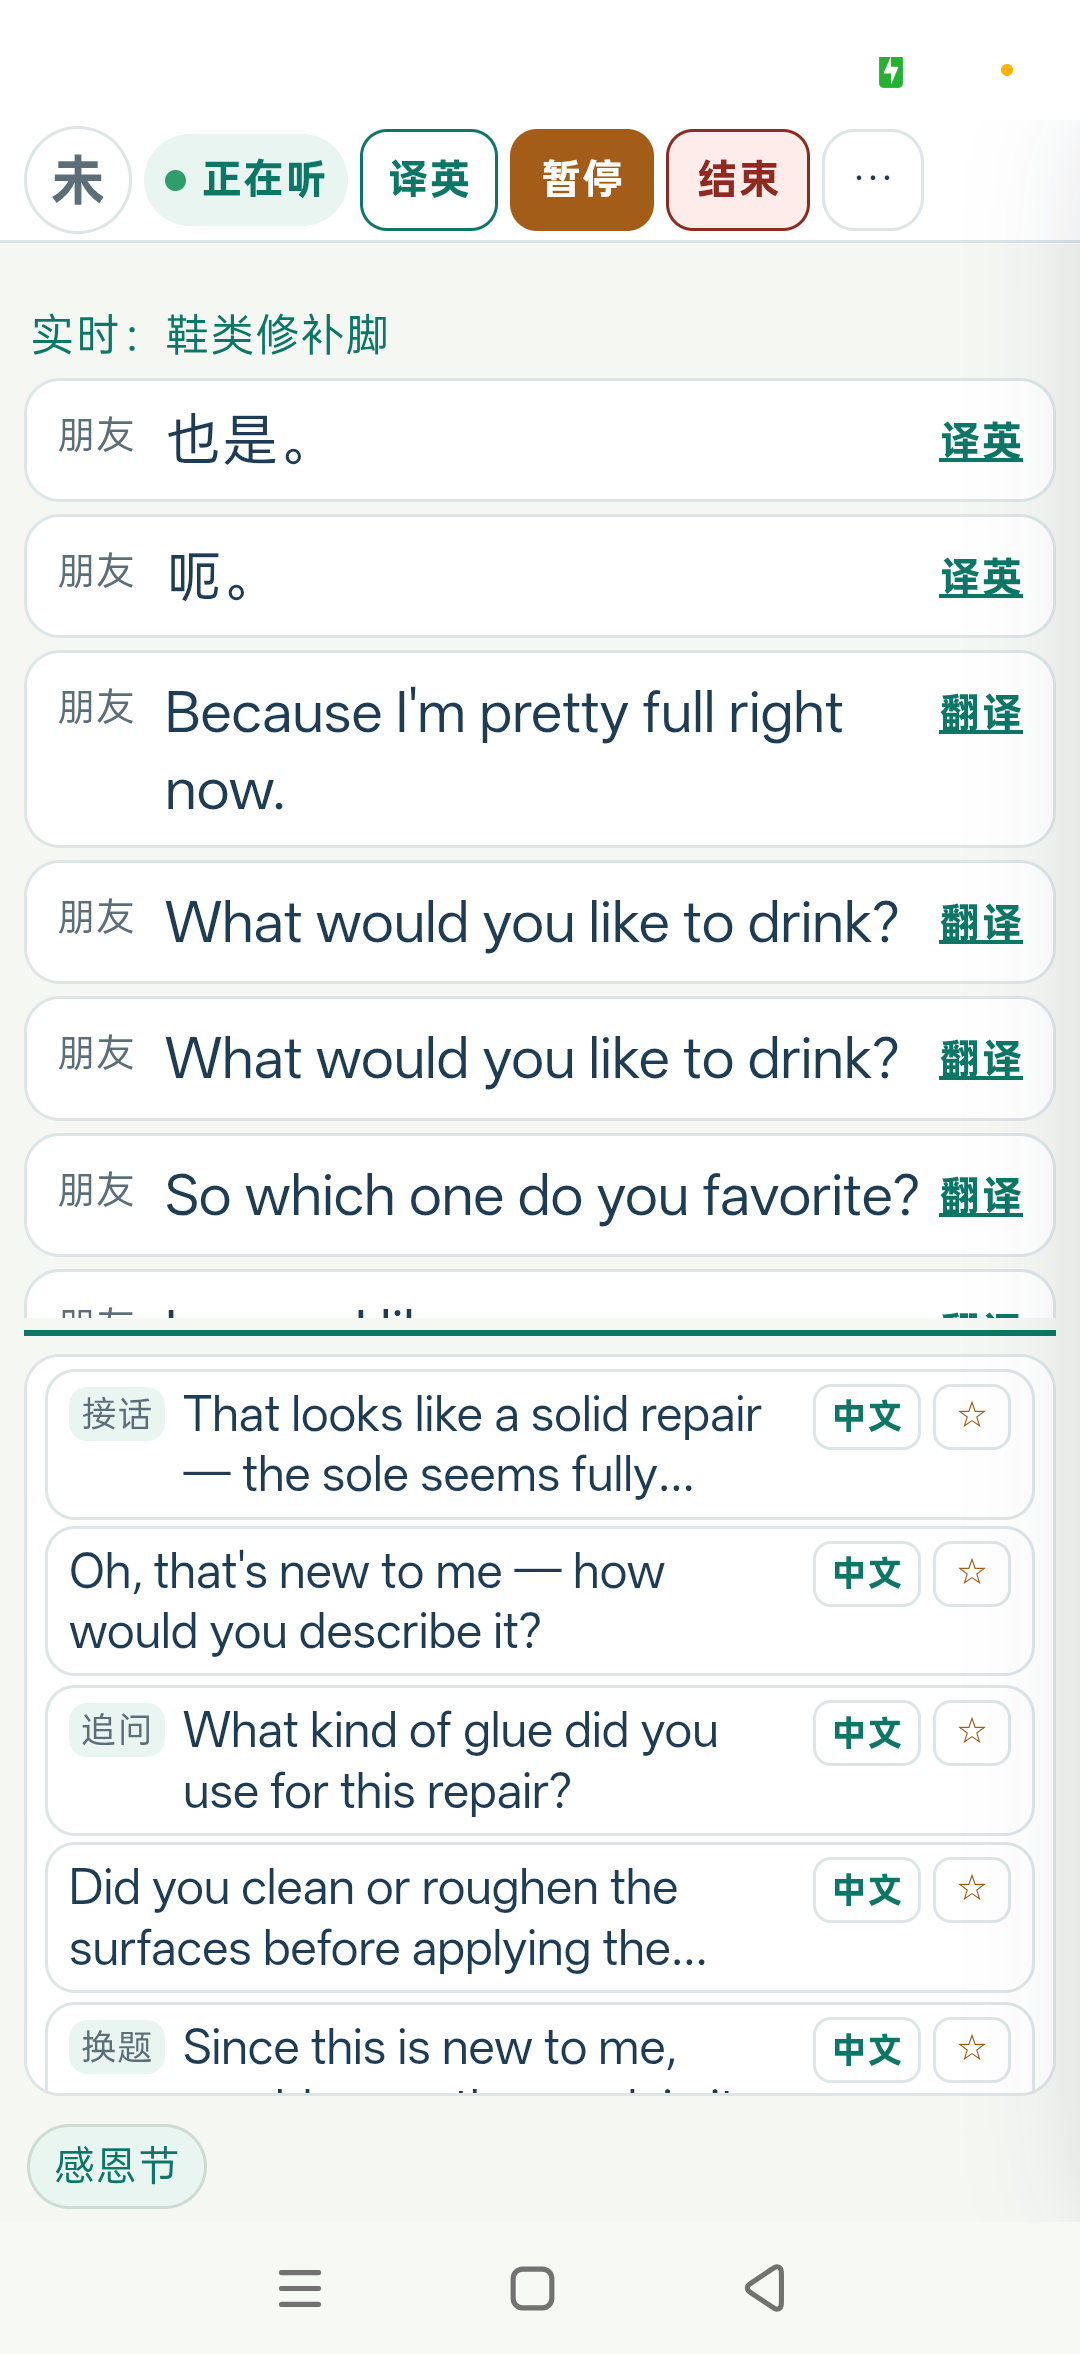 未 正在听 译英 暂停 结束 ...
实时：鞋类修补脚
朋友 也是。 译英
朋友 呃。 译英
朋友 Because I'm pretty full right 翻译
now.
朋友 What would you like to drink? 翻译
朋友 What would you like to drink? 翻译
朋友 So which one do you favorite? 翻译
接话 That looks like a solid repair 中文 ☆
— the sole seems fully...
Oh, that's new to me — how 中文 ☆
would you describe it?
追问 What kind of glue did you 中文 ☆
use for this repair?
Did you clean or roughen the 中文 ☆
surfaces before applying the...
换题 Since this is new to me, 中文 ☆
感恩节